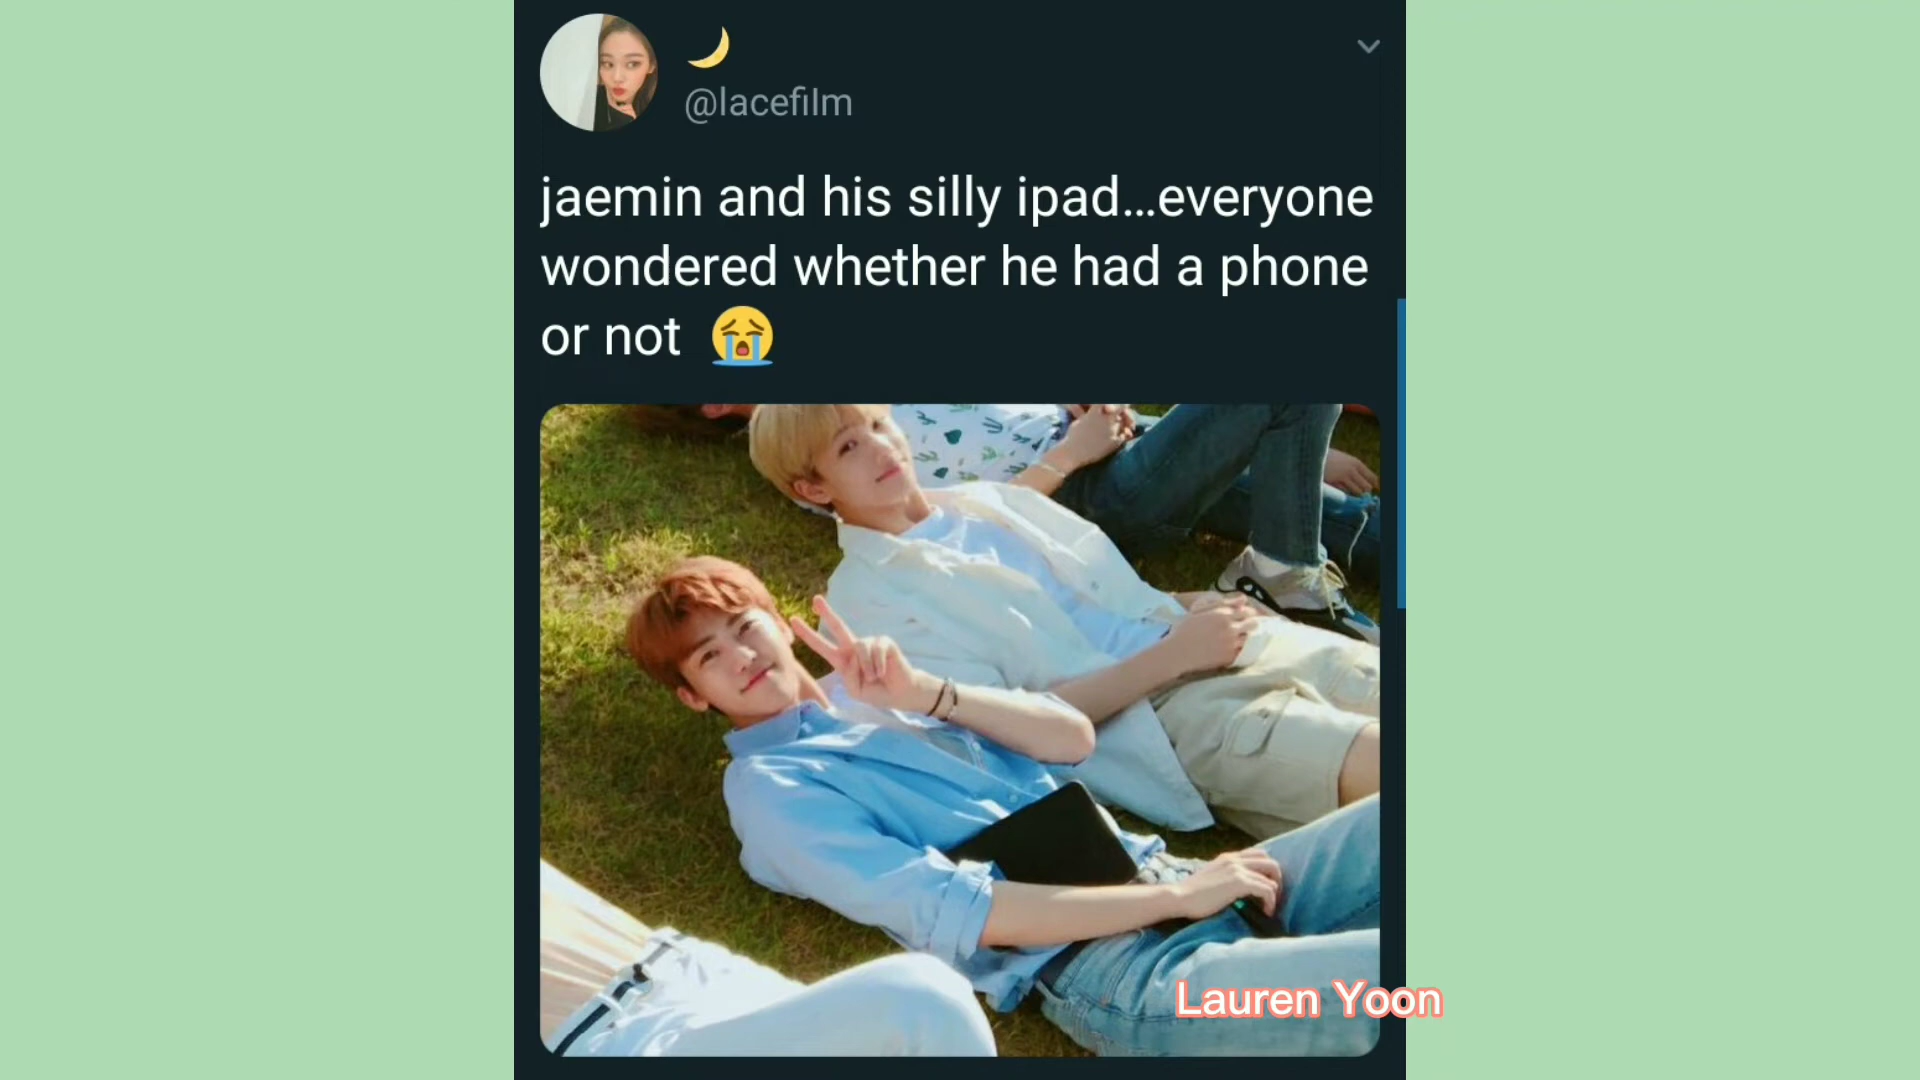 @lacefilm
jaemin and his silly ipad...everyone
wondered whether he had a phone
or not 😭
Lauren Yoon